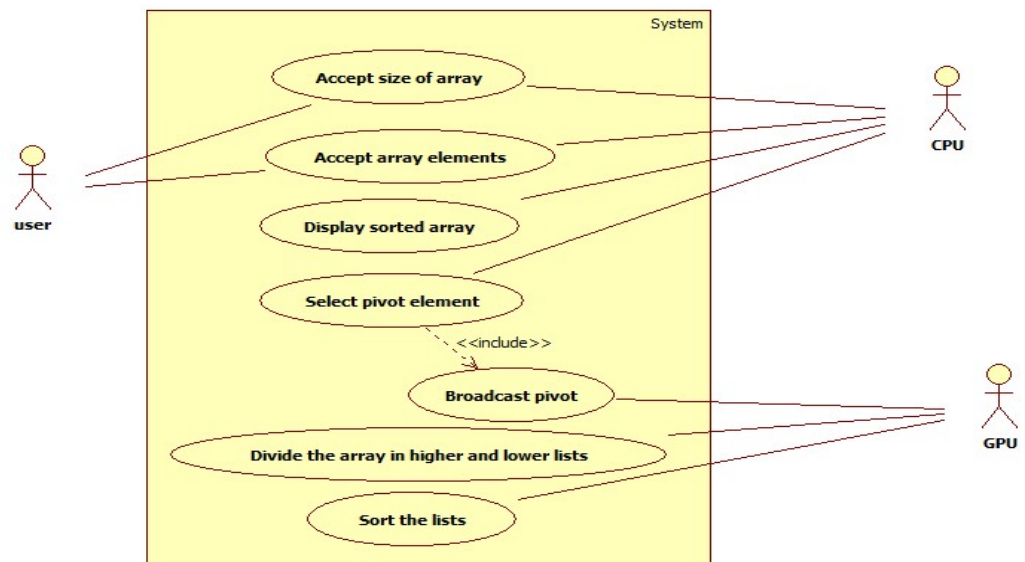 System
Accept size of array
CPU
Accept array elements
user
Display sorted array
Select pivot element
<<include>>
Broadcast pivot
GPU
Divide the array in higher and lower lists
Sort the lists